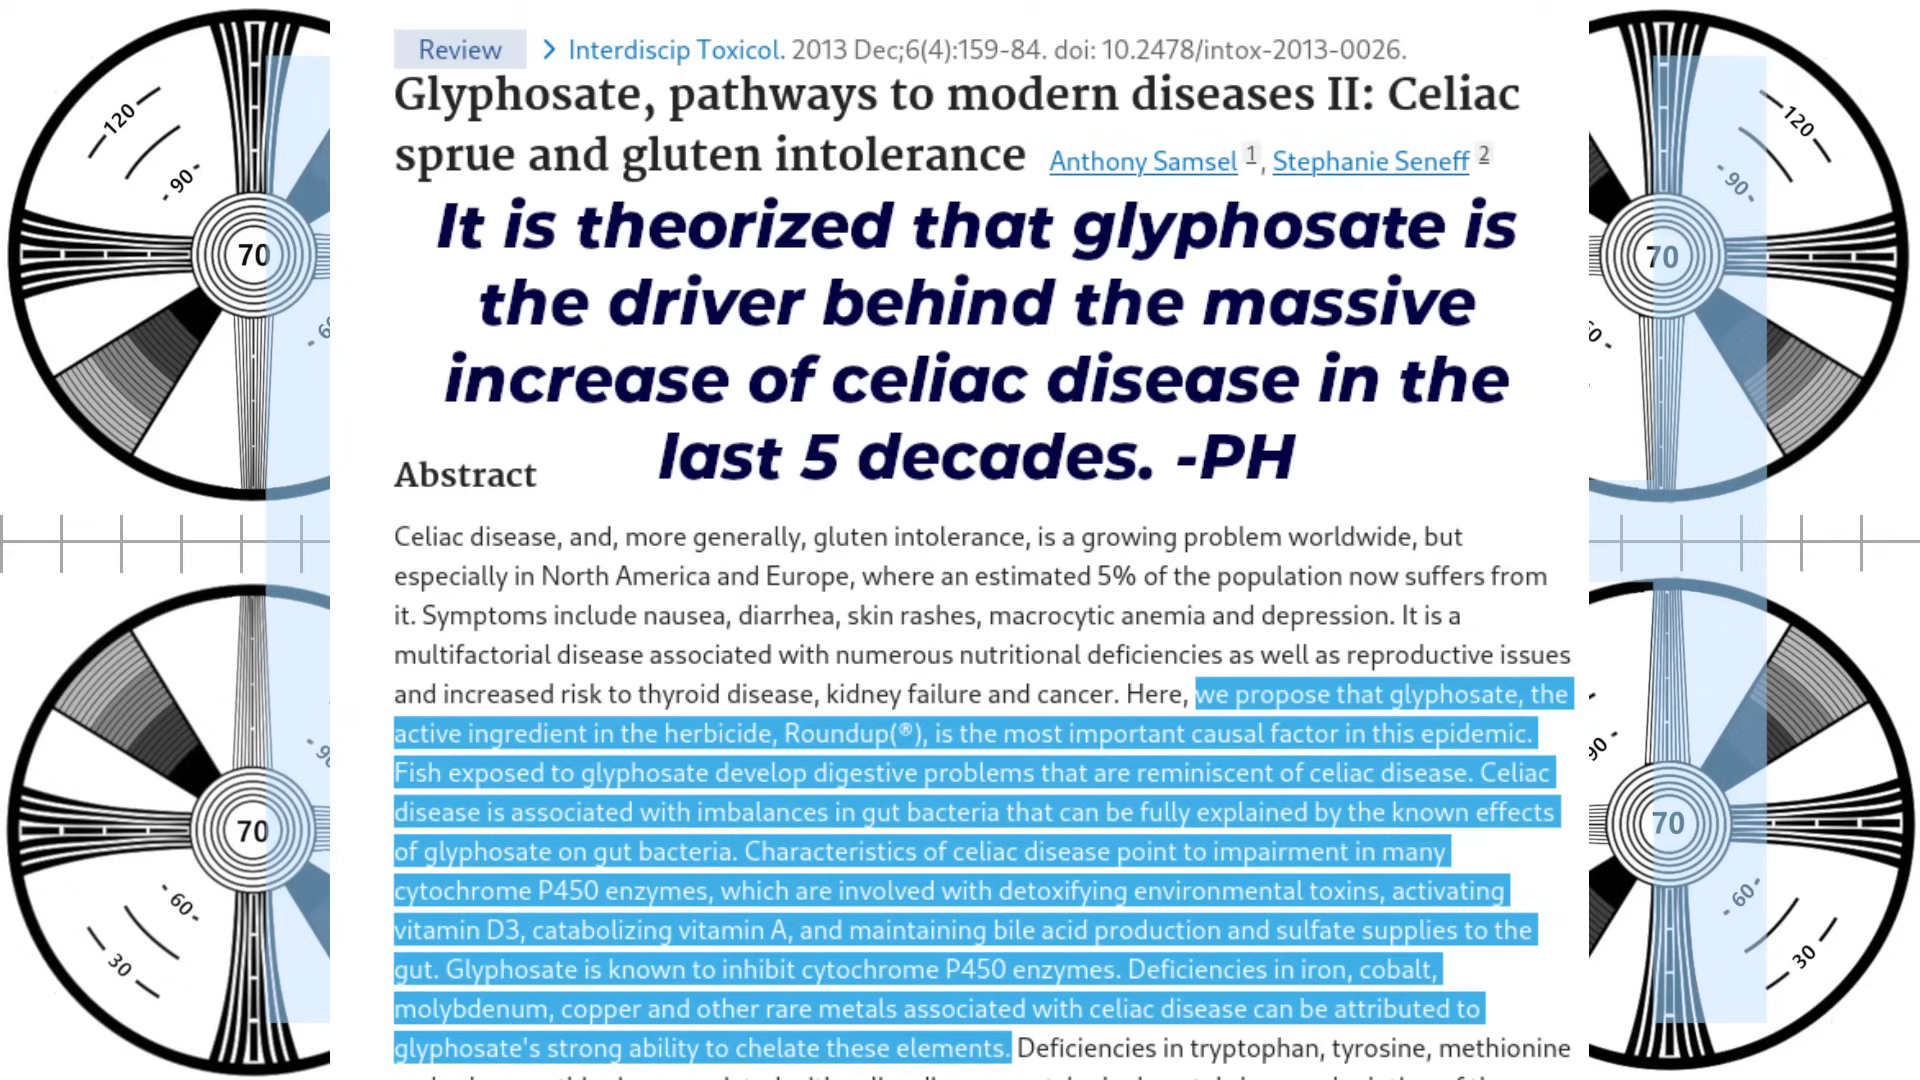 Review > Interdiscip Toxicol. 2013 Dec;6(4):159-84. doi: 10.2478/intox-2013-0026.
Glyphosate, pathways to modern diseases II: Celiac
sprue and gluten intolerance Anthony Samsel 1, Stephanie Seneff 2
It is theorized that glyphosate is
the driver behind the massive
increase of celiac disease in the
last 5 decades. -PH
Abstract
Celiac disease, and, more generally, gluten intolerance, is a growing problem worldwide, but
especially in North America and Europe, where an estimated 5% of the population now suffers from
it. Symptoms include nausea, diarrhea, skin rashes, macrocytic anemia and depression. It is a
multifactorial disease associated with numerous nutritional deficiencies as well as reproductive issues
and increased risk to thyroid disease, kidney failure and cancer. Here, we propose that glyphosate, the
active ingredient in the herbicide, Roundup(®), is the most important causal factor in this epidemic.
Fish exposed to glyphosate develop digestive problems that are reminiscent of celiac disease. Celiac
disease is associated with imbalances in gut bacteria that can be fully explained by the known effects
of glyphosate on gut bacteria. Characteristics of celiac disease point to impairment in many
cytochrome P450 enzymes, which are involved with detoxifying environmental toxins, activating
vitamin D3, catabolizing vitamin A, and maintaining bile acid production and sulfate supplies to the
gut. Glyphosate is known to inhibit cytochrome P450 enzymes. Deficiencies in iron, cobalt,
molybdenum, copper and other rare metals associated with celiac disease can be attributed to
glyphosate's strong ability to chelate these elements. Deficiencies in tryptophan, tyrosine, methionine
120
-90-
70
-60
120
-90-
70
60-
-90
70
-60-
30
90-
70
-60-
30